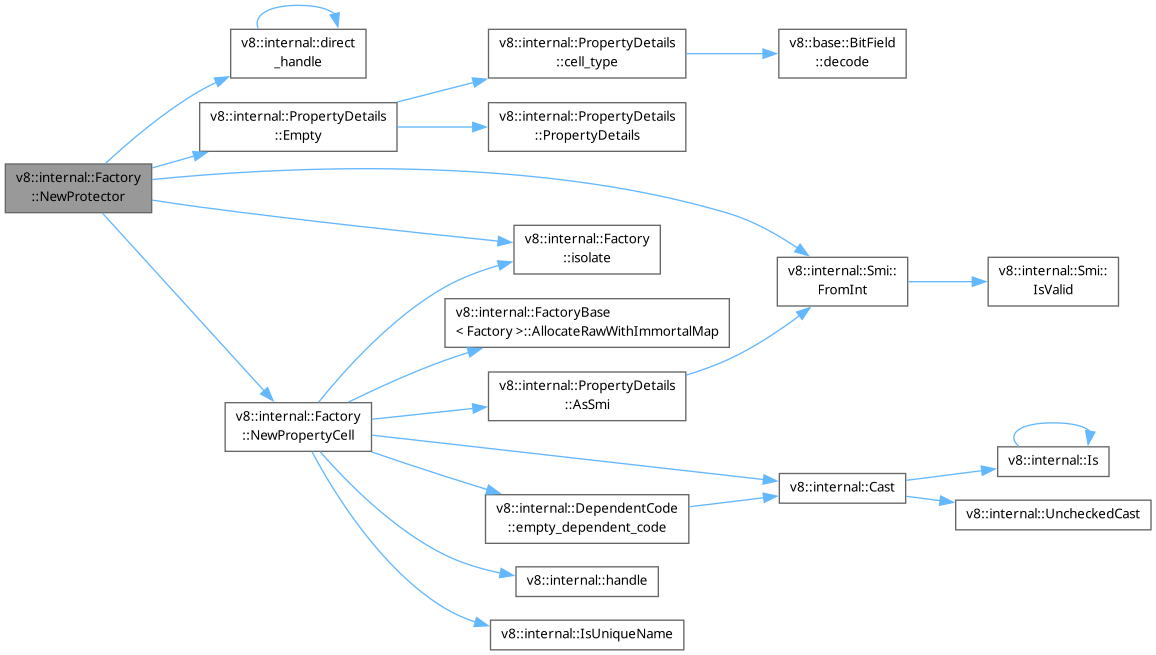 v8::internal::direct
_handle
v8::internal::PropertyDetails
::cell_type
v8::base::BitField
::decode
v8::internal::PropertyDetails
::Empty
v8::internal::PropertyDetails
::PropertyDetails
v8::internal::Factory
::NewProtector
v8::internal::Factory
::isolate
v8::internal::Smi::
FromInt
v8::internal::Smi::
IsValid
v8::internal::FactoryBase
< Factory >::AllocateRawWithImmortalMap
v8::internal::PropertyDetails
::AsSmi
v8::internal::Factory
::NewPropertyCell
v8::internal::Is
v8::internal::Cast
v8::internal::UncheckedCast
v8::internal::DependentCode
::empty_dependent_code
v8::internal::handle
v8::internal::IsUniqueName